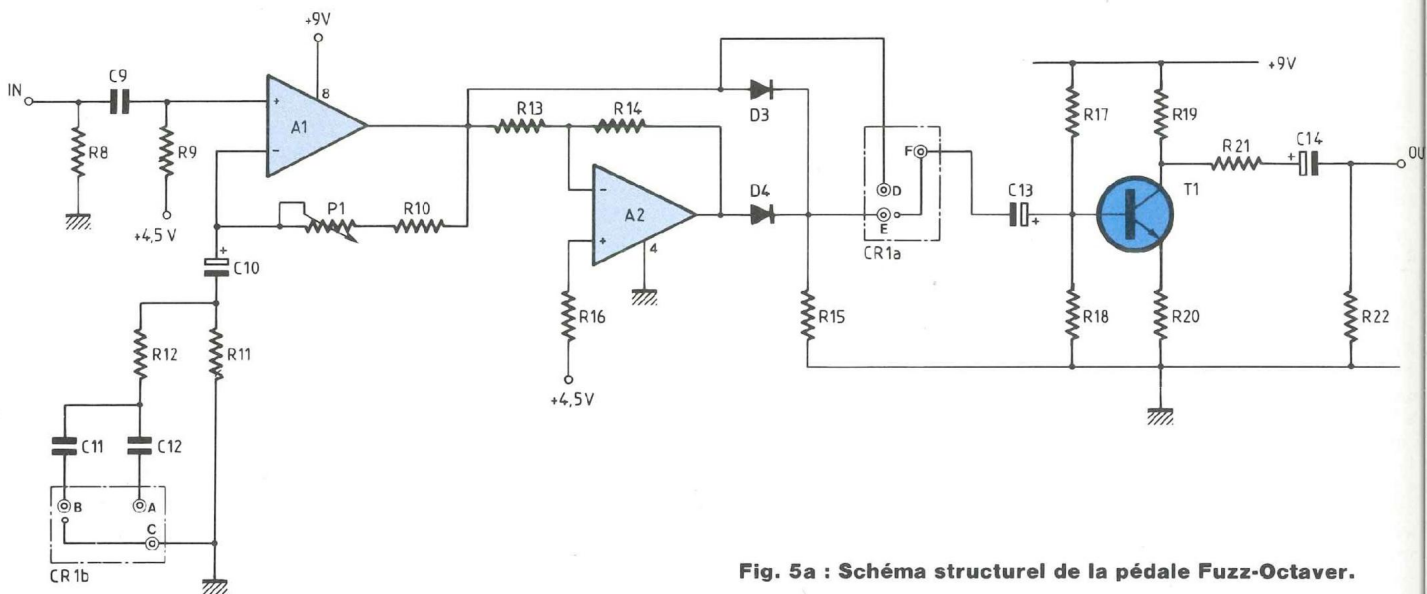 +9V
IN
C9
R8
R9
+4,5V
+
-
A1
8
C10
+
P1
R10
R12
R11
C11
C12
B
A
C
CR1b
R13
R14
-
+
A2
4
R16
+4,5V
D3
D4
R15
F
D
E
CR1a
C13
+
+9V
R17
R19
R18
R20
T1
R21
C14
+
R22
OU
Fig. 5a : Schéma structurel de la pédale Fuzz-Octaver.